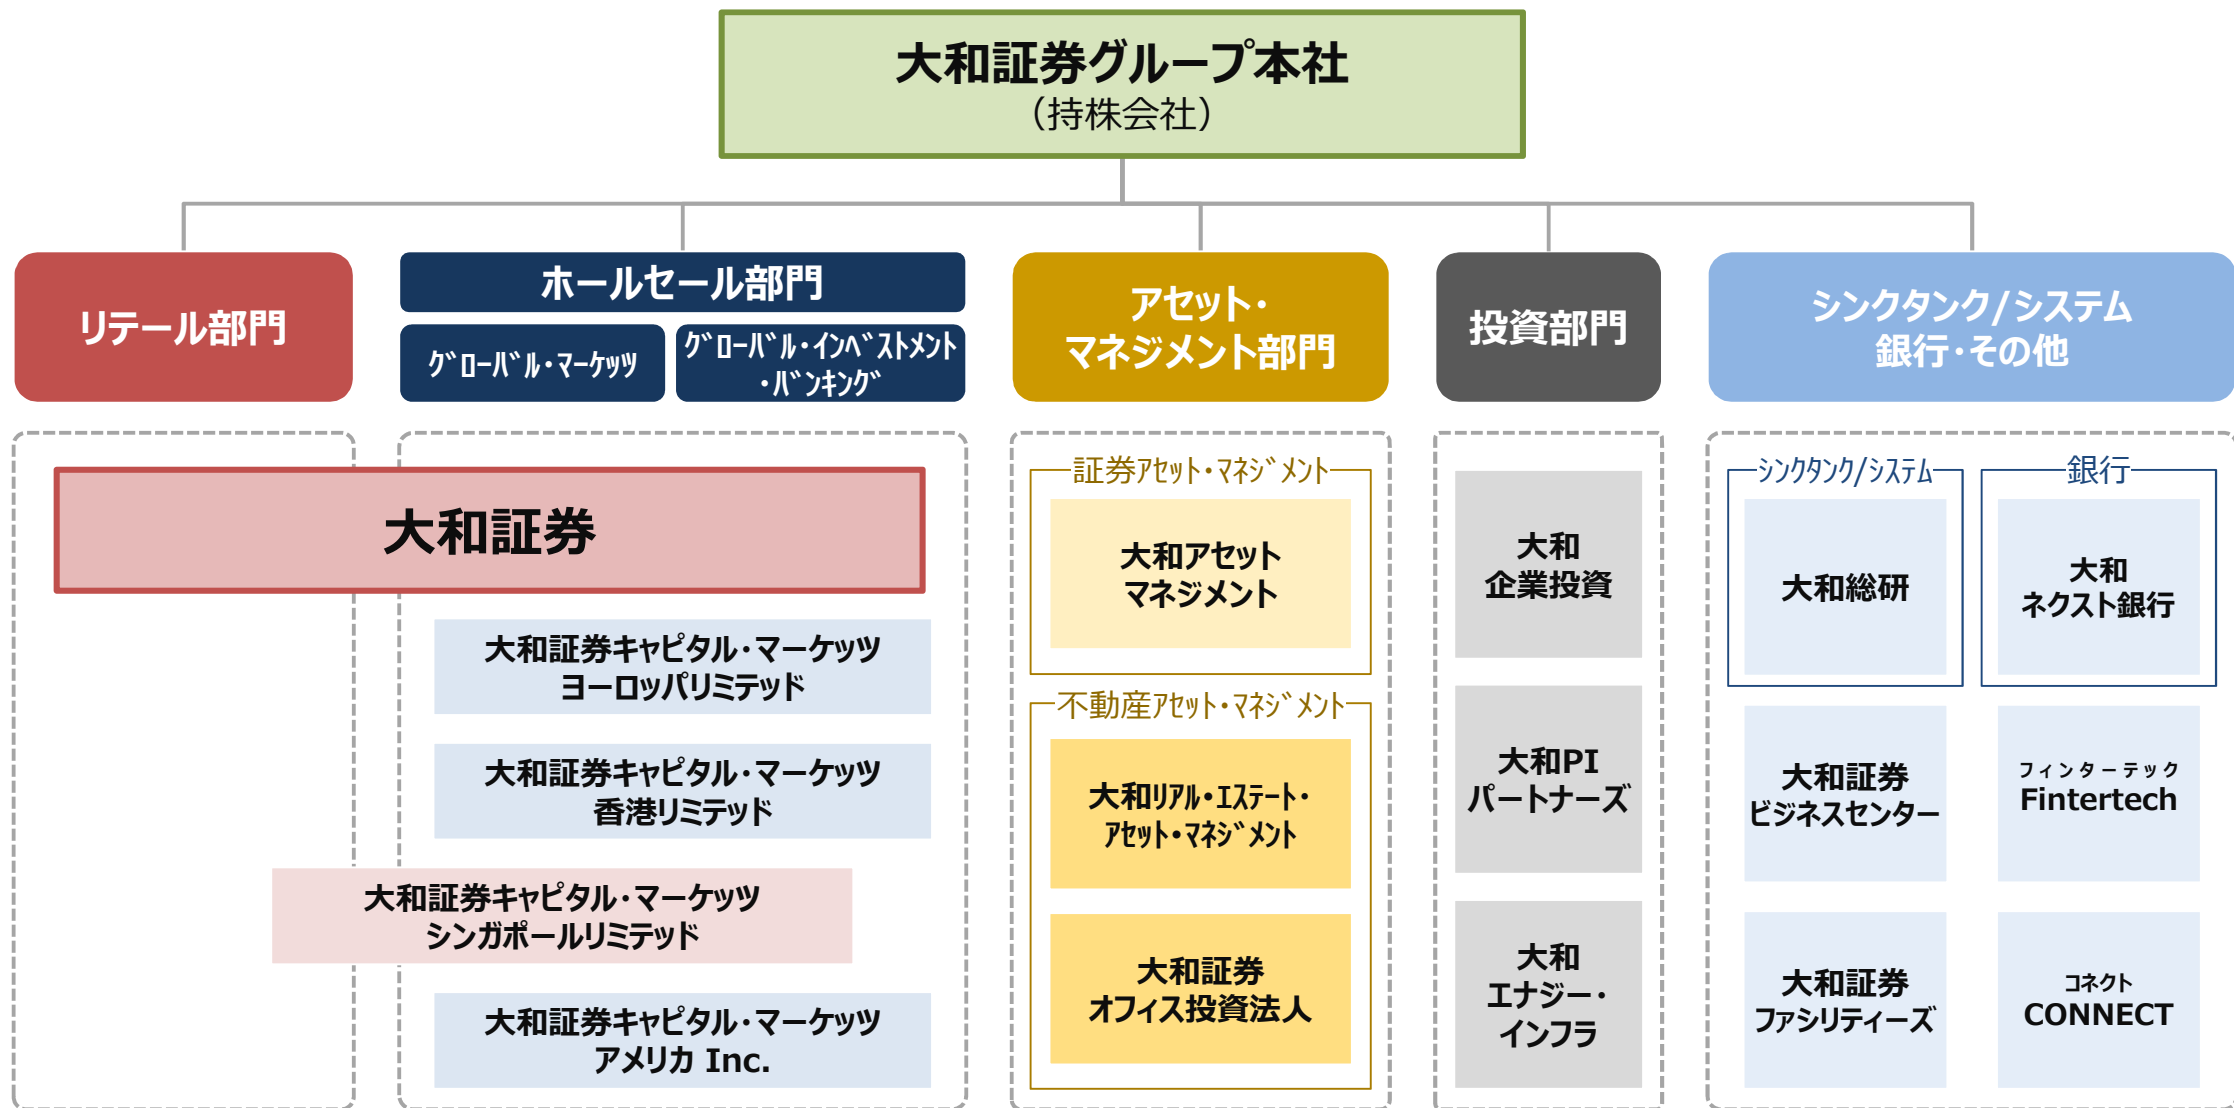 大和証券グループ本社
（持株会社）
リテール部門
ホールセール部門
ｸﾞﾛｰﾊﾞﾙ・ﾏｰｹｯﾂ
ｸﾞﾛｰﾊﾞﾙ・ｲﾝﾍﾞｽﾄﾒﾝﾄ
・ﾊﾞﾝｷﾝｸﾞ
アセット・
マネジメント部門
投資部門
シンクタンク/システム
銀行・その他
大和証券
大和証券キャピタル・マーケッツ
ヨーロッパリミテッド
大和証券キャピタル・マーケッツ
香港リミテッド
大和証券キャピタル・マーケッツ
シンガポールリミテッド
大和証券キャピタル・マーケッツ
アメリカ Inc.
証券ｱｾｯﾄ・ﾏﾈｼﾞﾒﾝﾄ
大和アセット
マネジメント
不動産ｱｾｯﾄ・ﾏﾈｼﾞﾒﾝﾄ
大和ﾘｱﾙ・ｴｽﾃｰﾄ・
ｱｾｯﾄ・ﾏﾈｼﾞﾒﾝﾄ
大和証券
オフィス投資法人
大和
企業投資
大和PI
パートナーズ
大和
エナジー・
インフラ
ｼﾝｸﾀﾝｸ/ｼｽﾃﾑ
大和総研
銀行
大和
ネクスト銀行
大和証券
ビジネスセンター
フィンターテック
Fintertech
大和証券
ファシリティーズ
コネクト
CONNECT